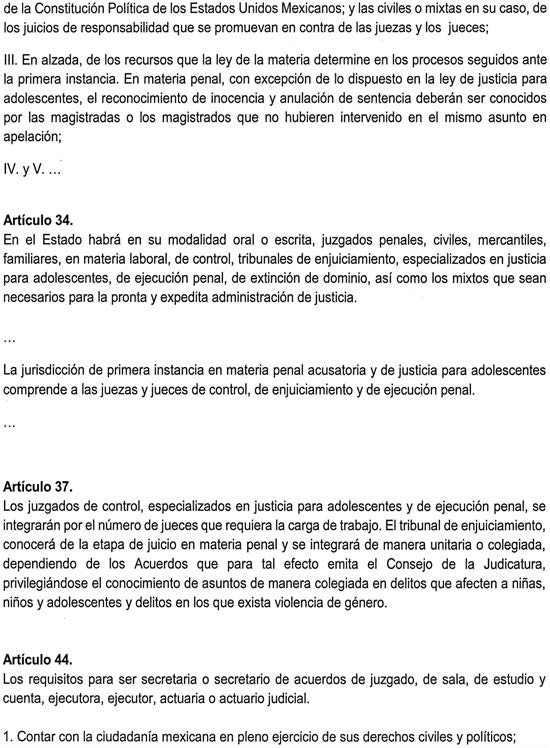 de la Constitución Política de los Estados Unidos Mexicanos; y las civiles o mixtas en su caso, de
los juicios de responsabilidad que se promuevan en contra de las juezas y los jueces;
III. En alzada, de los recursos que la ley de la materia determine en los procesos seguidos ante
la primera instancia. En materia penal, con excepción de lo dispuesto en la ley de justicia para
adolescentes, el reconocimiento de inocencia y anulación de sentencia deberán ser conocidos
por las magistradas o los magistrados que no hubieren intervenido en el mismo asunto en
apelación;
IV. y V. ...
Artículo 34.
En el Estado habrá en su modalidad oral o escrita, juzgados penales, civiles, mercantiles,
familiares, en materia laboral, de control, tribunales de enjuiciamiento, especializados en justicia
para adolescentes, de ejecución penal, de extinción de dominio, así como los mixtos que sean
necesarios para la pronta y expedita administración de justicia.
...
La jurisdicción de primera instancia en materia penal acusatoria y de justicia para adolescentes
comprende a las juezas y jueces de control, de enjuiciamiento y de ejecución penal.
...
Artículo 37.
Los juzgados de control, especializados en justicia para adolescentes y de ejecución penal, se
integrarán por el número de jueces que requiera la carga de trabajo. El tribunal de enjuiciamiento,
conocerá de la etapa de juicio en materia penal y se integrará de manera unitaria o colegiada,
dependiendo de los Acuerdos que para tal efecto emita el Consejo de la Judicatura,
privilegiándose el conocimiento de asuntos de manera colegiada en delitos que afecten a niñas,
niños y adolescentes y delitos en los que exista violencia de género.
Artículo 44.
Los requisitos para ser secretaria o secretario de acuerdos de juzgado, de sala, de estudio y
cuenta, ejecutora, ejecutor, actuaria o actuario judicial.
1. Contar con la ciudadanía mexicana en pleno ejercicio de sus derechos civiles y políticos;